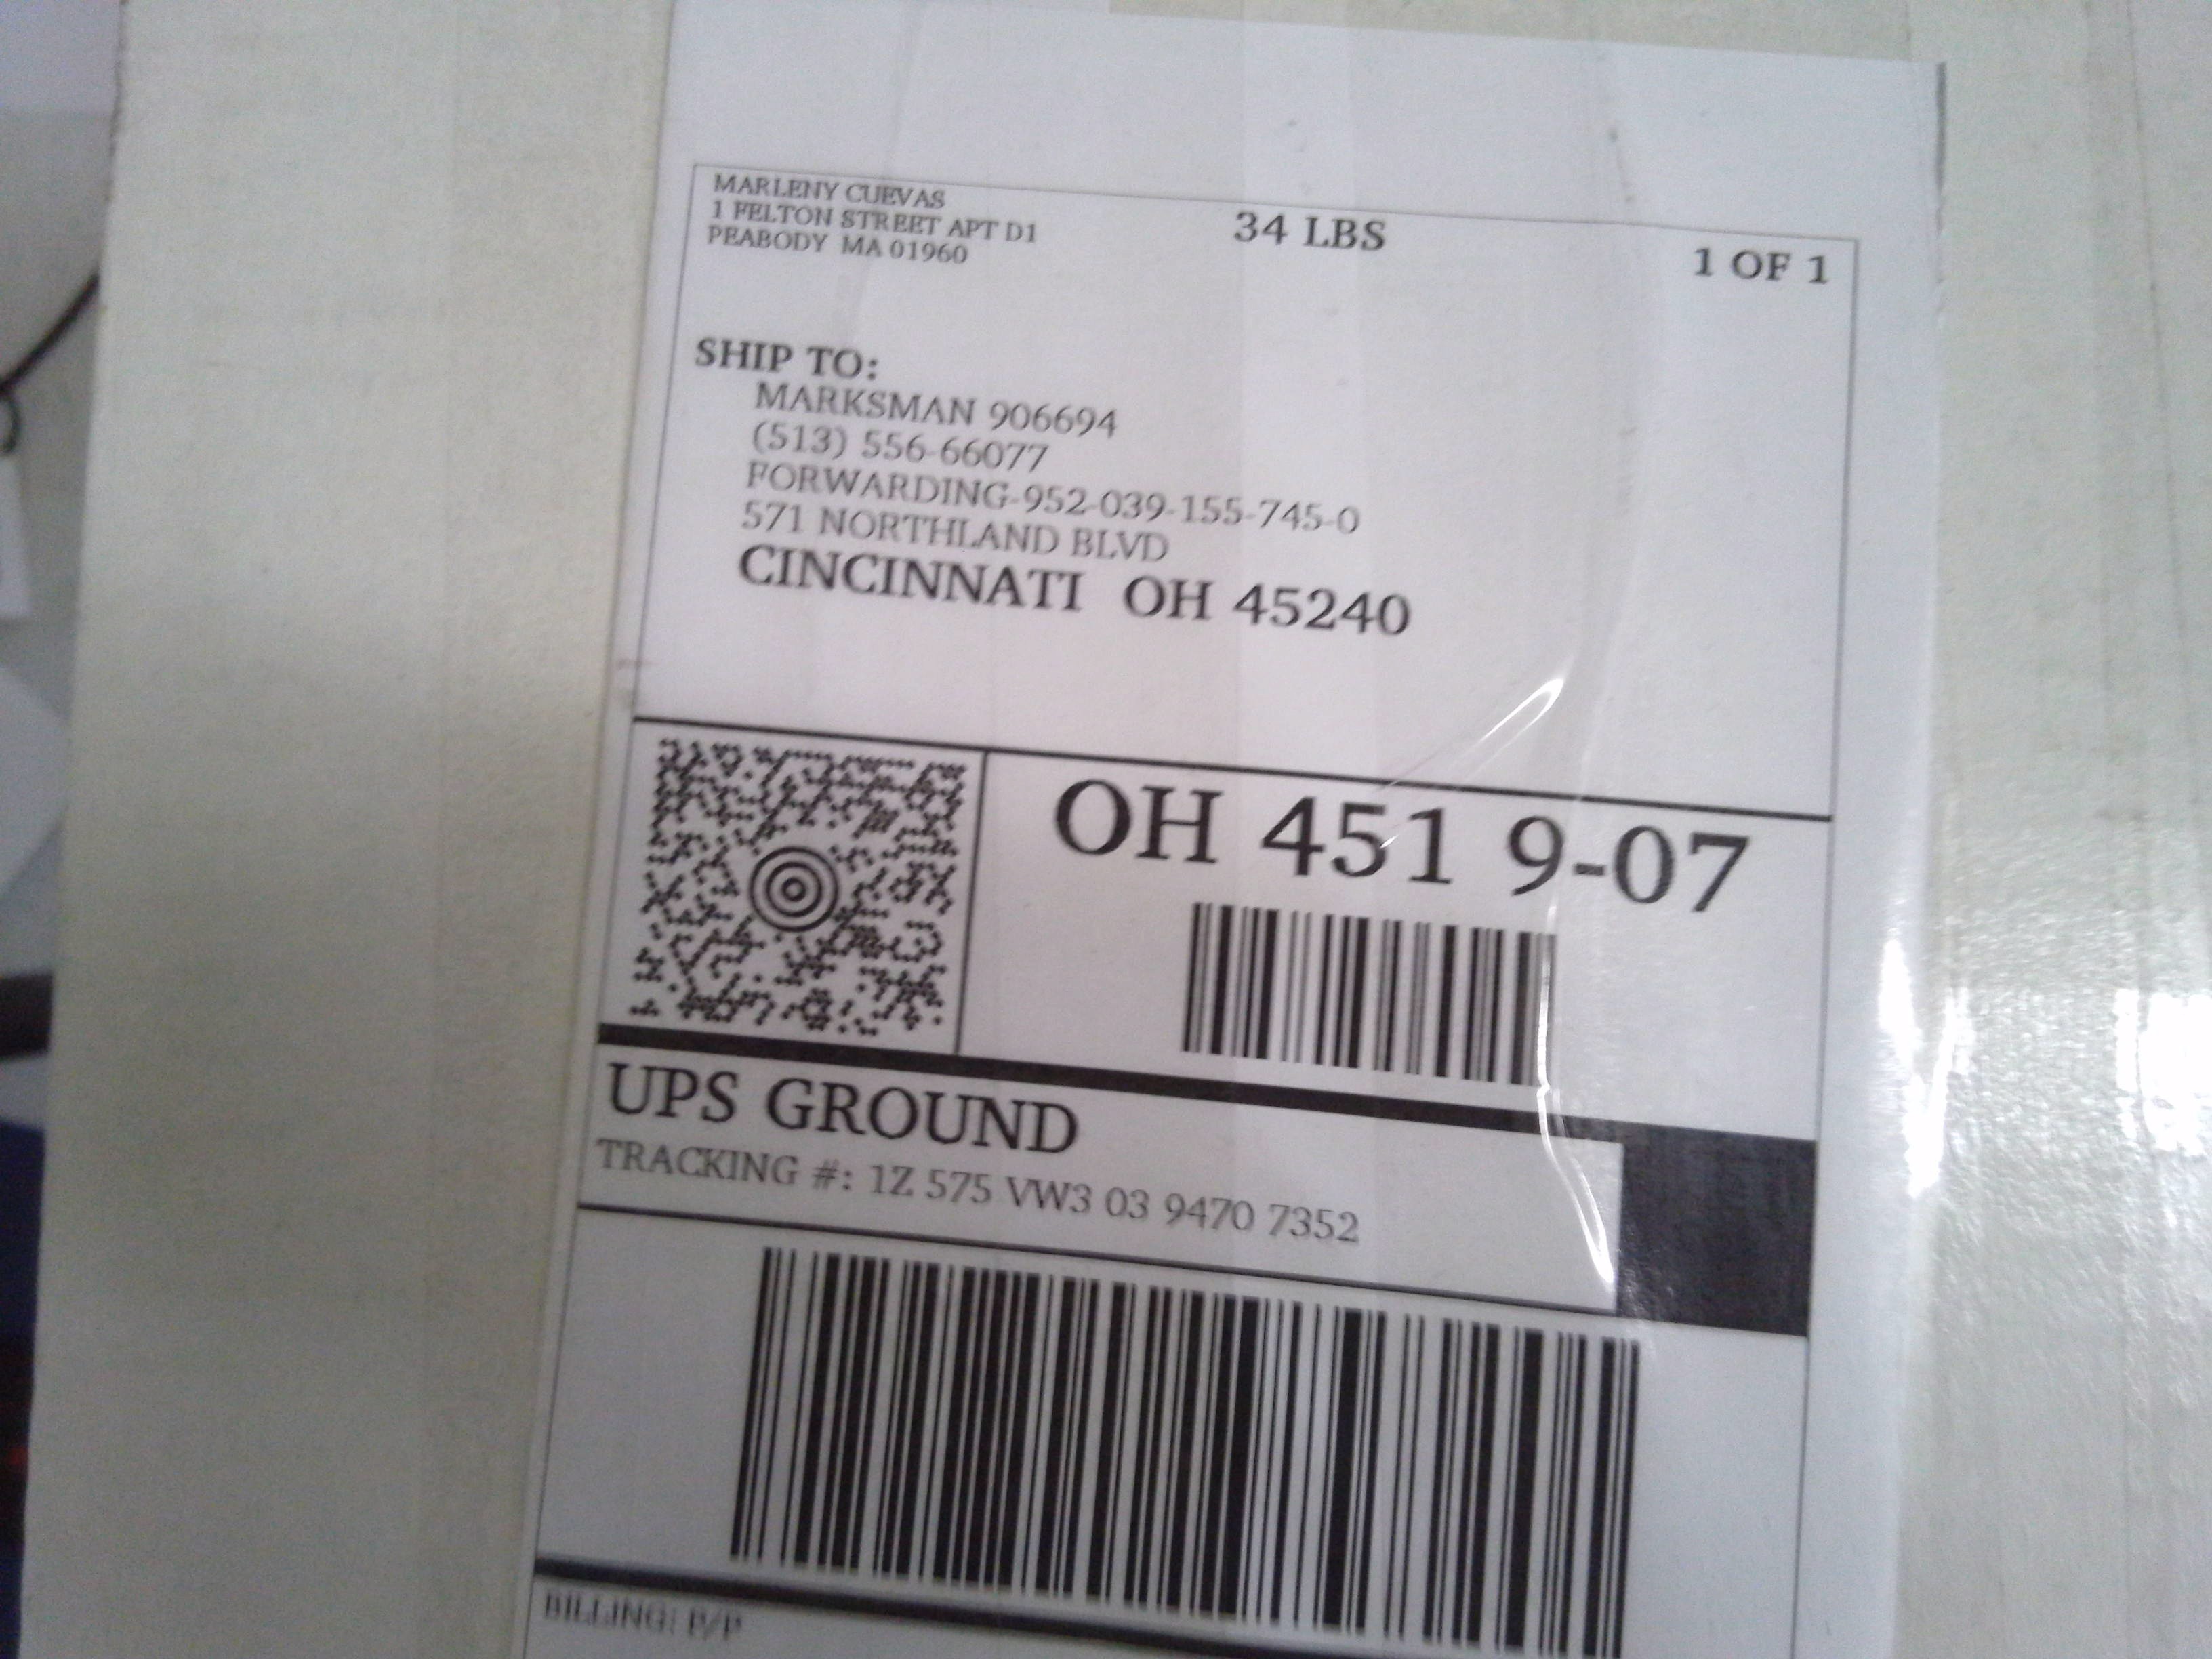 MARLENY CUEVAS
1 FELTON STREET APT D1
PEABODY MA 01960
34 LBS
1 OF 1
SHIP TO:
MARKSMAN 906694
(513) 556-66077
FORWARDING-952-039-155-745-0
571 NORTHLAND BLVD
CINCINNATI OH 45240
OH 451 9-07
UPS GROUND
TRACKING #: 1Z 575 VW3 03 9470 7352
BILLING: P/P